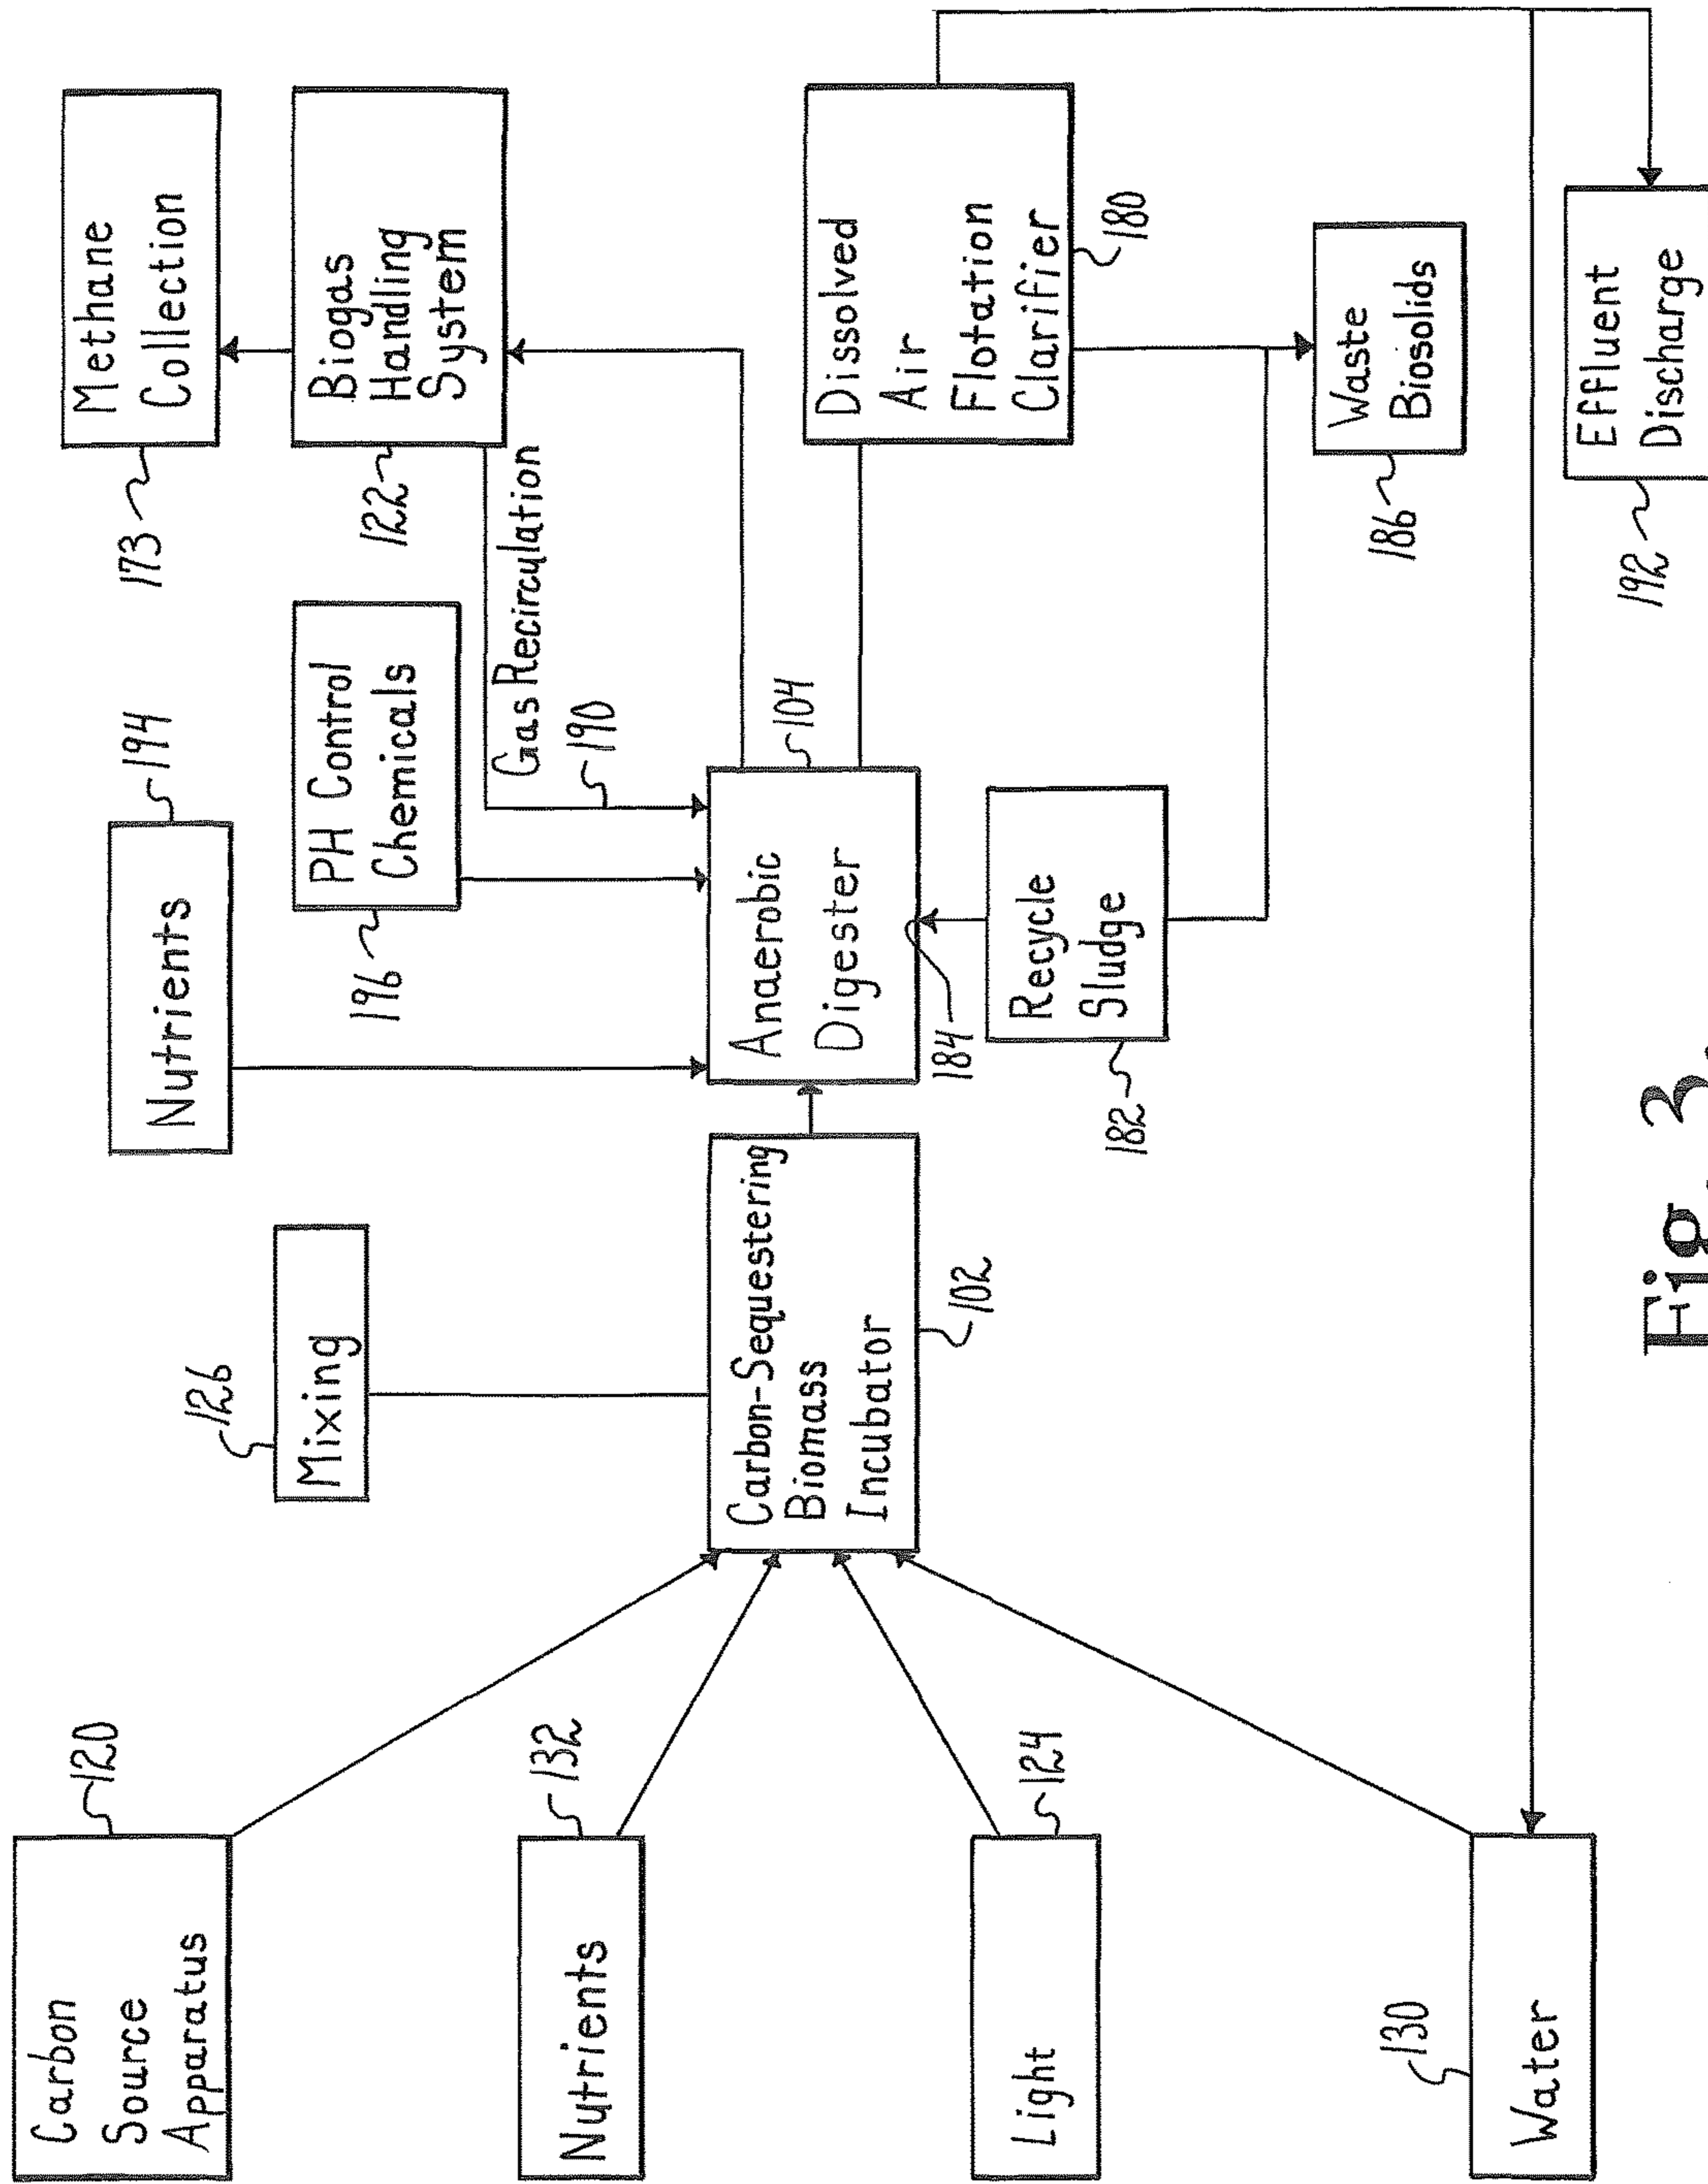 Carbon
Source
Apparatus
120
Nutrients
132
Light
124
Water
130
126
Mixing
Carbon-Sequestering
Biomass
Incubator
102
Nutrients
194
PH Control
Chemicals
196
Gas Recirculation
190
Anaerobic
Digester
104
184
Recycle
Sludge
182
Methane
Collection
173
Biogas
Handling
System
122
Dissolved
Air
Flotation
Clarifier
180
Waste
Biosolids
186
Effluent
Discharge
192
Fig. 3.